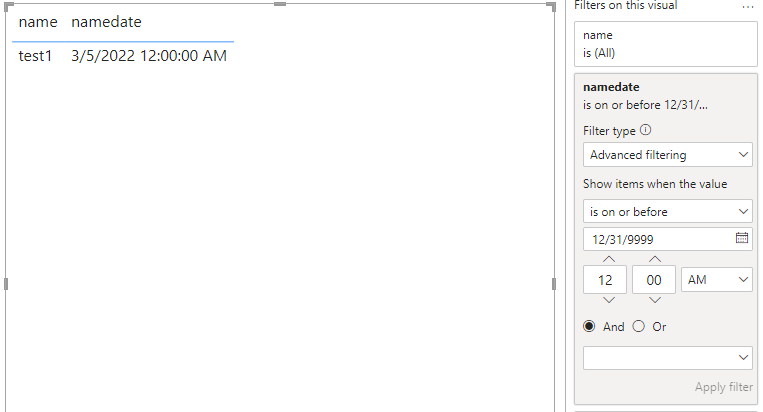 Filters on this visual
name namedate
test1 3/5/2022 12:00:00 AM
name
is (All)
namedate
is on or before 12/31/...
Filter type
Advanced filtering
Show items when the value
is on or before
12/31/9999
12 00 AM
And Or
Apply filter